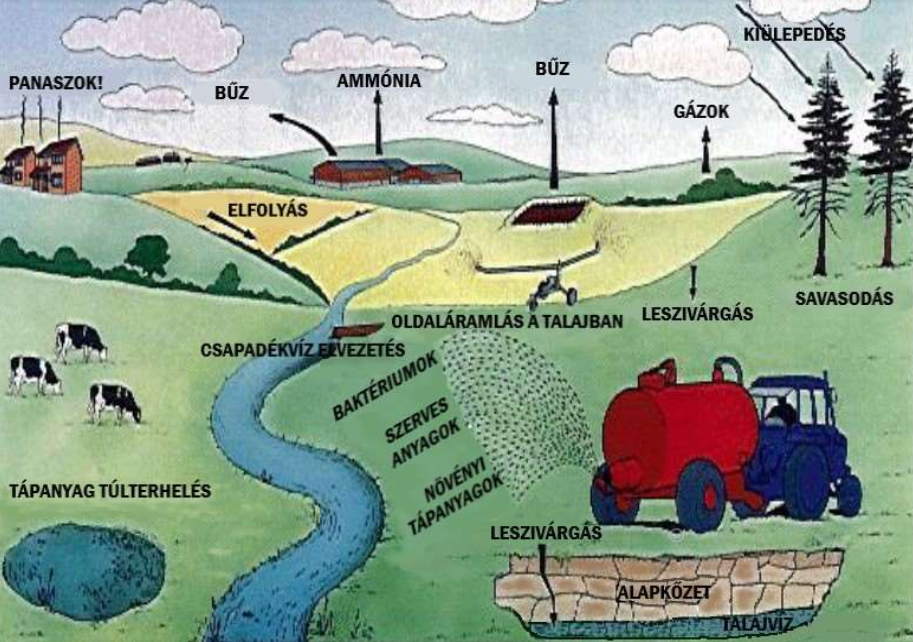 KIÜLEPEDÉS
PANASZOK!
BŰZ
AMMÓNIA
BŰZ
GÁZOK
ELFOLYÁS
SAVASODÁS
LESZIVÁRGÁS
OLDALÁRAMLÁS A TALAJBAN
CSAPADÉKVÍZ ELVEZETÉS
BAKTÉRIUMOK
SZERVES
ANYAGOK
NÖVÉNYI
TÁPANYAGOK
TÁPANYAG TÚLTERHELÉS
LESZIVÁRGÁS
ALAPKŐZET
TALAJVÍZ